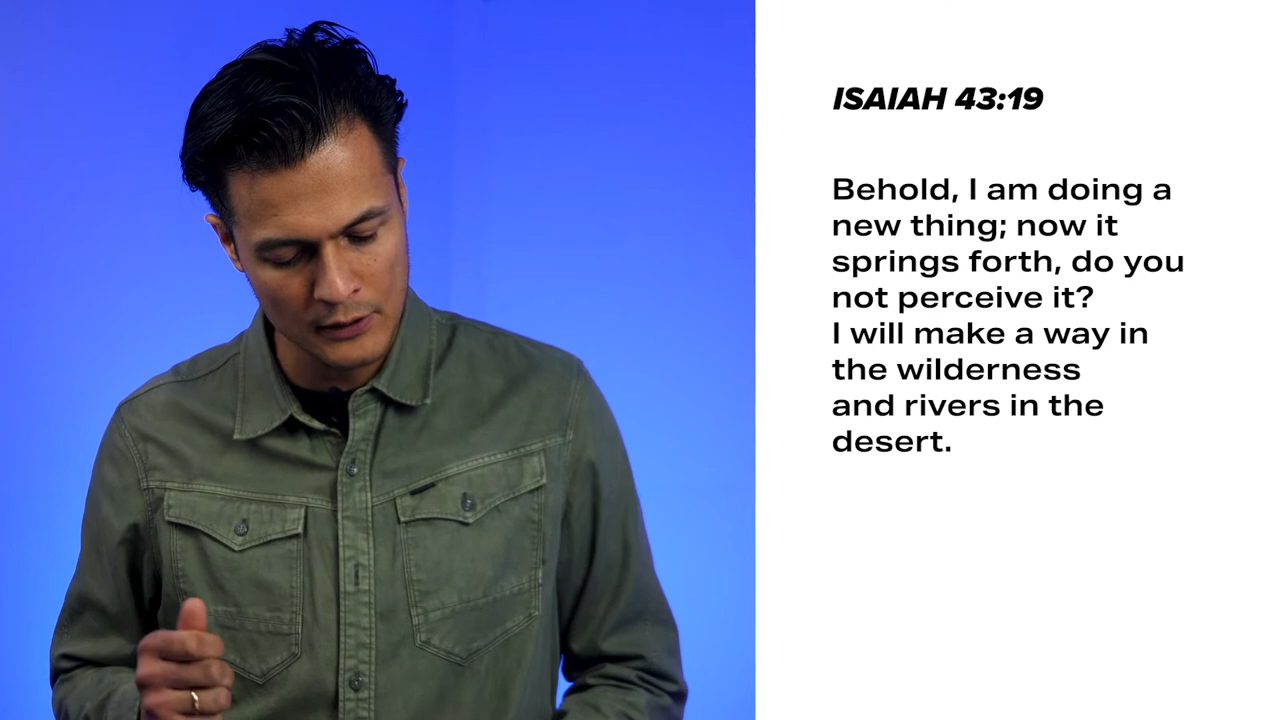 ISAIAH 43:19
Behold, I am doing a
new thing; now it
springs forth, do you
not perceive it?
I will make a way in
the wilderness
and rivers in the
desert.